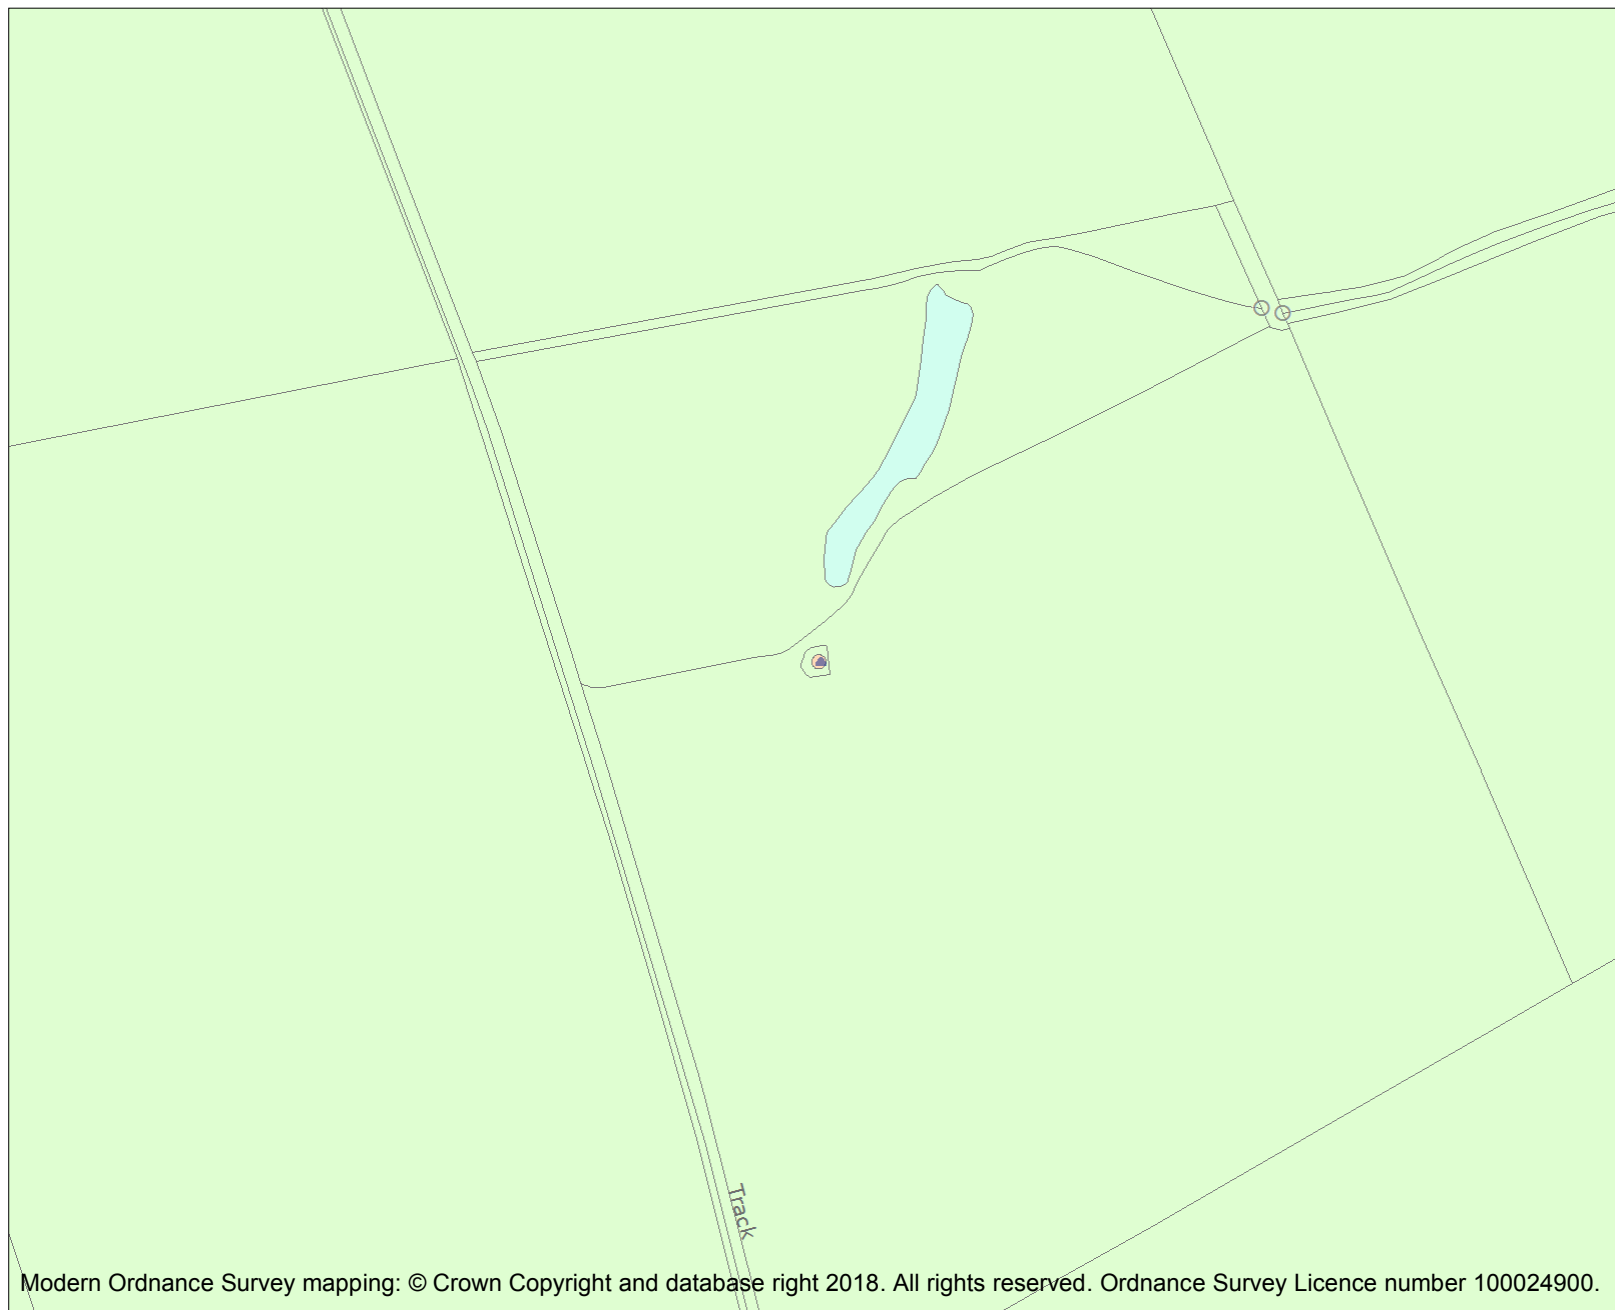 Track
Modern Ordnance Survey mapping: © Crown Copyright and database right 2018. All rights reserved. Ordnance Survey Licence number 100024900.